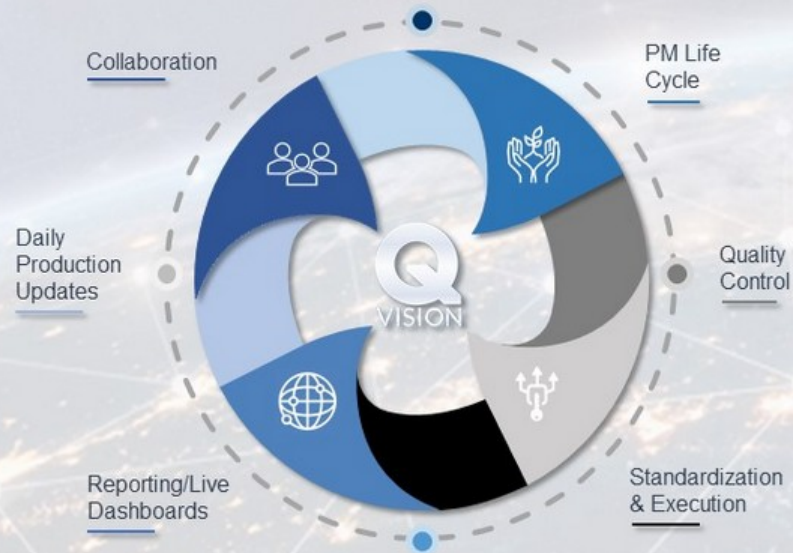 Collaboration
PM Life
Cycle
Daily
Production
Updates
Q
VISION
Quality
Control
Reporting/Live
Dashboards
Standardization
& Execution